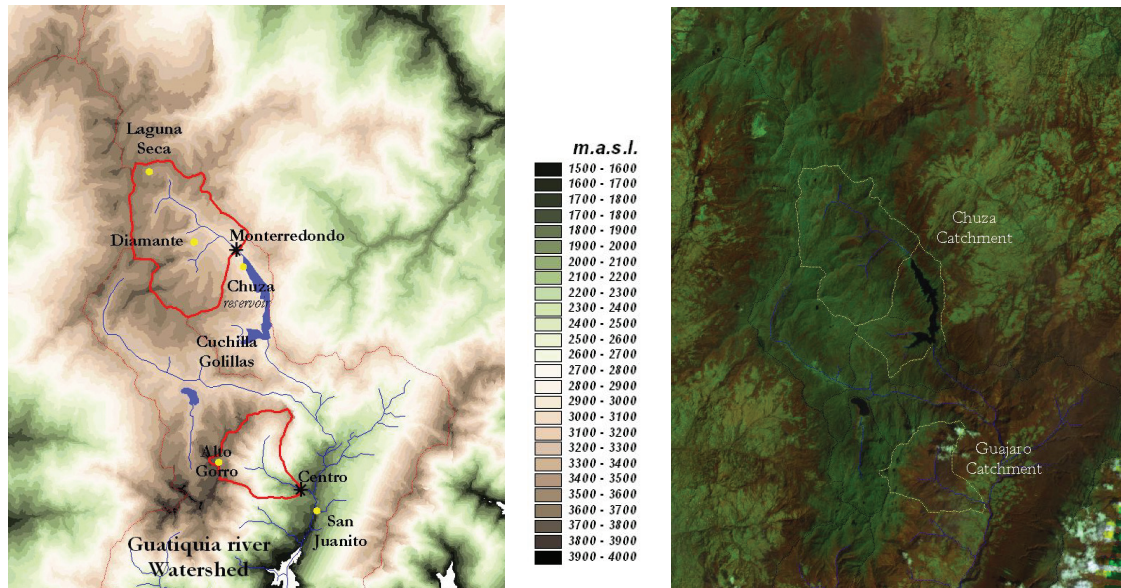 Laguna
Seca
Diamante
Monterredondo
Chuza
reservoir
Cuchilla
Golillas
Alto
Gorro
Centro
San
Juanito
Guatiquia river
Watershed
m.a.s.l.
1500 - 1600
1600 - 1700
1700 - 1800
1700 - 1800
1800 - 1900
1900 - 2000
2000 - 2100
2100 - 2200
2200 - 2300
2300 - 2400
2400 - 2500
2500 - 2600
2600 - 2700
2700 - 2800
2800 - 2900
2900 - 3000
3000 - 3100
3100 - 3200
3200 - 3300
3300 - 3400
3400 - 3500
3500 - 3600
3600 - 3700
3700 - 3800
3800 - 3900
3900 - 4000
Chuza
Catchment
Guajaro
Catchment